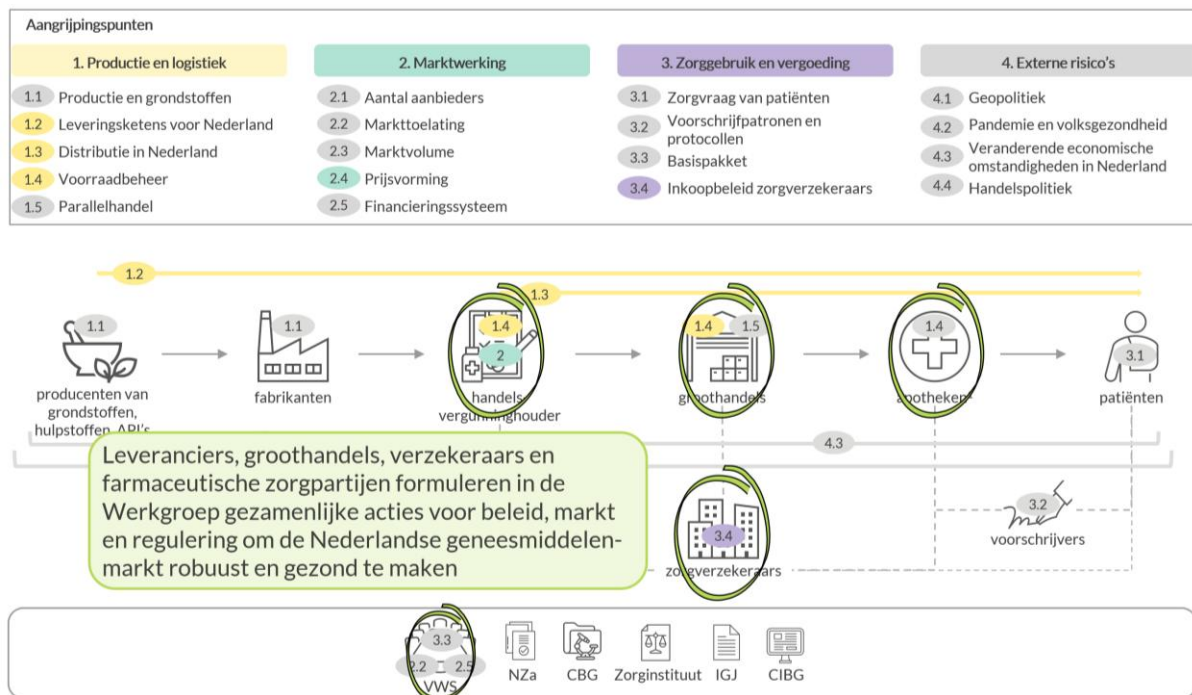 Aangrijpingspunten
1. Productie en logistiek
1.1 Productie en grondstoffen
1.2 Leveringsketens voor Nederland
1.3 Distributie in Nederland
1.4 Voorraadbeheer
1.5 Parallelhandel
2. Marktwerking
2.1 Aantal aanbieders
2.2 Markttoelating
2.3 Marktvolume
2.4 Prijsvorming
2.5 Financieringssysteem
3. Zorggebruik en vergoeding
3.1 Zorgvraag van patiënten
3.2 Voorschrijfpatronen en
protocollen
3.3 Basispakket
3.4 Inkoopbeleid zorgverzekeraars
4. Externe risico's
4.1 Geopolitiek
4.2 Pandemie en volksgezondheid
4.3 Veranderende economische
omstandigheden in Nederland
4.4 Handelspolitiek
1.2
1.3
1.1
1.1
1.4
2
1.4 1.5
1.4
3.1
producenten van
grondstoffen,
hulpstoffen, API's
fabrikanten
handels
vergunninghouder
groothandels
apotheken
patiënten
4.3
Leveranciers, groothandels, verzekeraars en
farmaceutische zorgpartijen formuleren in de
Werkgroep gezamenlijke acties voor beleid, markt
en regulering om de Nederlandse geneesmiddelen-
markt robuust en gezond te maken
3.4
zorgverzekeraars
3.2
voorschrijvers
3.3
2.2 2.5
VWS
NZa
CBG
Zorginstituut
IGJ
CIBG